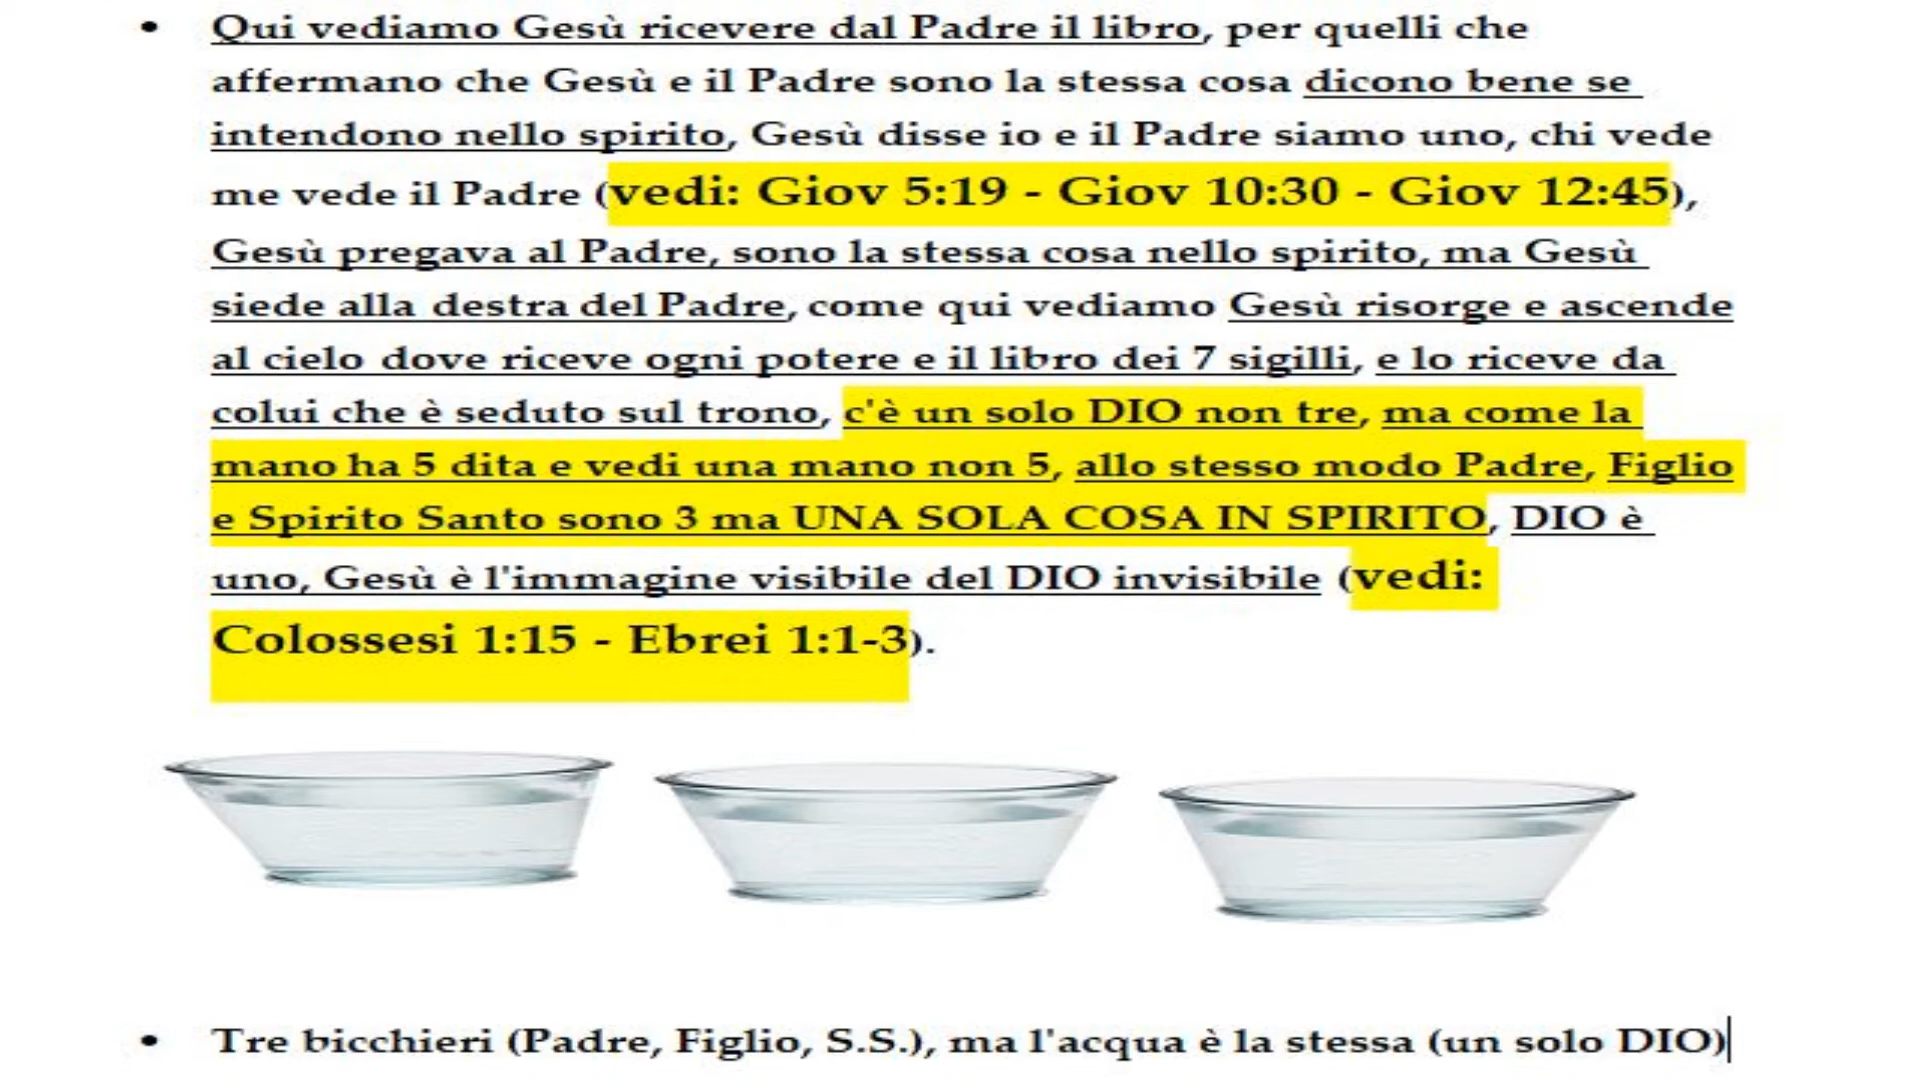 • Qui vediamo Gesù ricevere dal Padre il libro, per quelli che
affermano che Gesù e il Padre sono la stessa cosa dicono bene se
intendono nello spirito, Gesù disse io e il Padre siamo uno, chi vede
me vede il Padre (vedi: Giov 5:19 - Giov 10:30 - Giov 12:45),
Gesù pregava al Padre, sono la stessa cosa nello spirito, ma Gesù
siede alla destra del Padre, come qui vediamo Gesù risorge e ascende
al cielo dove riceve ogni potere e il libro dei 7 sigilli, e lo riceve da
colui che è seduto sul trono, c'è un solo DIO non tre, ma come la
mano ha 5 dita e vedi una mano non 5, allo stesso modo Padre, Figlio
e Spirito Santo sono 3 ma UNA SOLA COSA IN SPIRITO, DIO è
uno, Gesù è l'immagine visibile del DIO invisibile (vedi:
Colossesi 1:15 - Ebrei 1:1-3).
• Tre bicchieri (Padre, Figlio, S.S.), ma l'acqua è la stessa (un solo DIO)